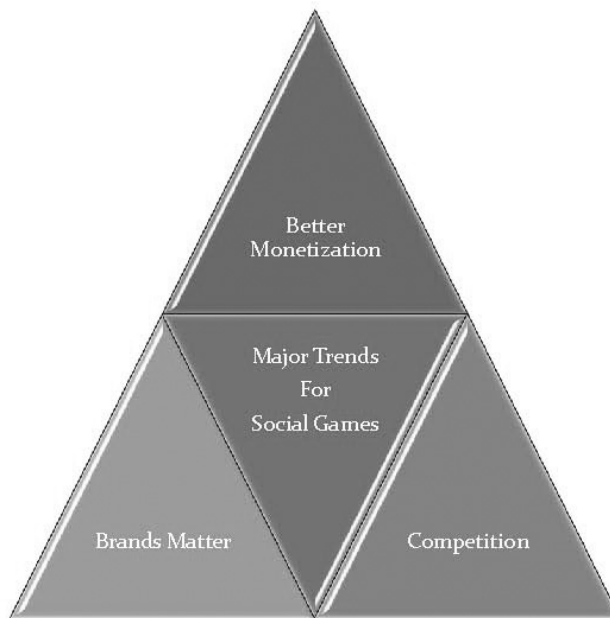 Better
Monetization
Major Trends
For
Social Games
Brands Matter
Competition